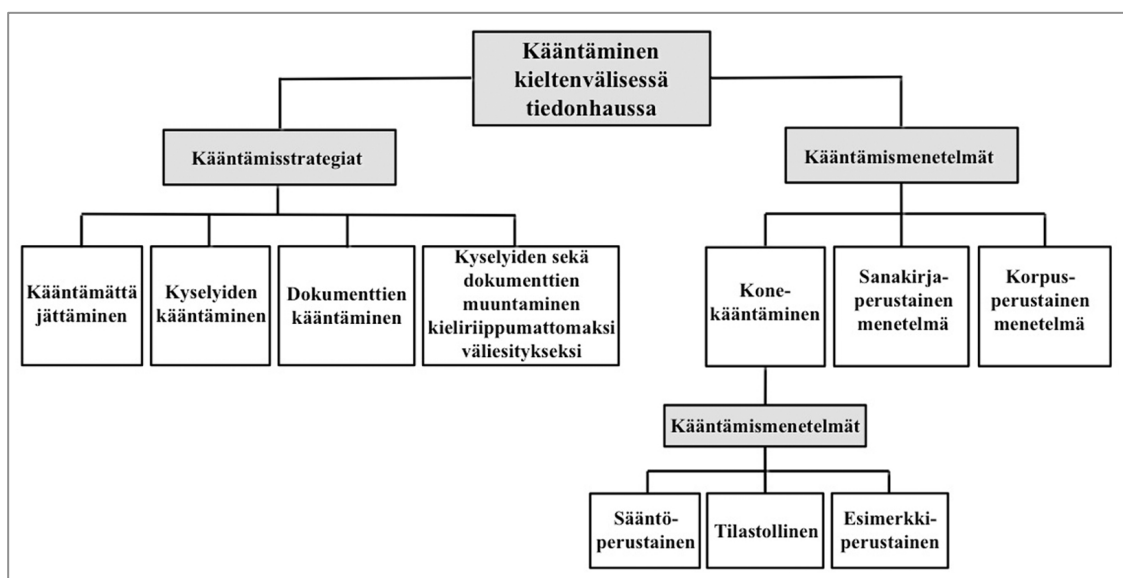 Kääntäminen
kieltenvälisessä
tiedonhaussa
Kääntämisstrategiat
Kääntämismenetelmät
Kääntämättä
jättäminen
Kyselyiden
kääntäminen
Dokumenttien
kääntäminen
Kyselyiden sekä
dokumenttien
muuntaminen
kieliriippumattomaksi
väliesitykseksi
Kone-
kääntäminen
Sanakirja-
perustainen
menetelmä
Korpus-
perustainen
menetelmä
Kääntämismenetelmät
Sääntö-
perustainen
Tilastollinen
Esimerkki-
perustainen